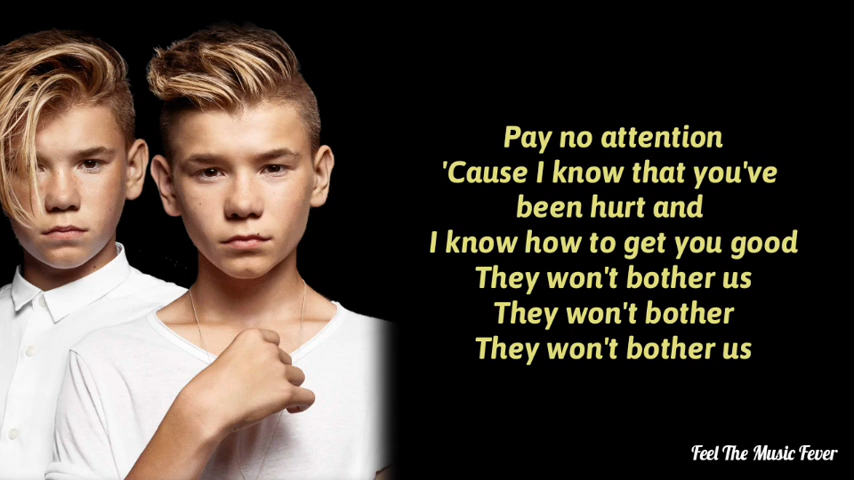 Pay no attention
'Cause I know that you've
been hurt and
I know how to get you good
They won't bother us
They won't bother
They won't bother us
Feel The Music Fever